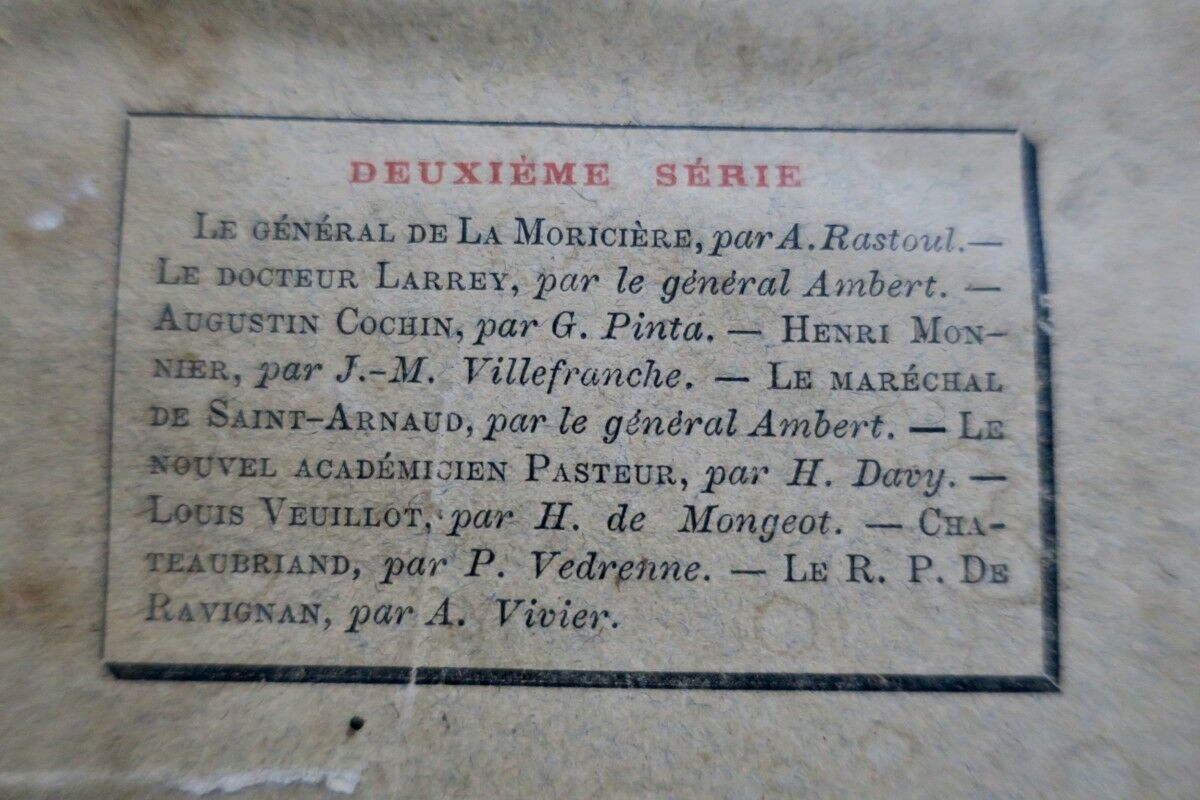 DEUXIÈME SÉRIE
LE GÉNÉRAL DE LA MORICIÈRE, par A. Rastoul. —
LE DOCTEUR LARREY, par le général Ambert. —
AUGUSTIN COCHIN, par G. Pinta. — HENRI MON-
NIER, par J.-M. Villefranche. — LE MARÉCHAL
DE SAINT-ARNAUD, par le général Ambert. — LE
NOUVEL ACADÉMICIEN PASTEUR, par H. Davy. —
LOUIS VEUILLOT, par H. de Mongeot. — CHA-
TEAUBRIAND, par P. Vedrenne. — LE R. P. DE
RAVIGNAN, par A. Vivier.